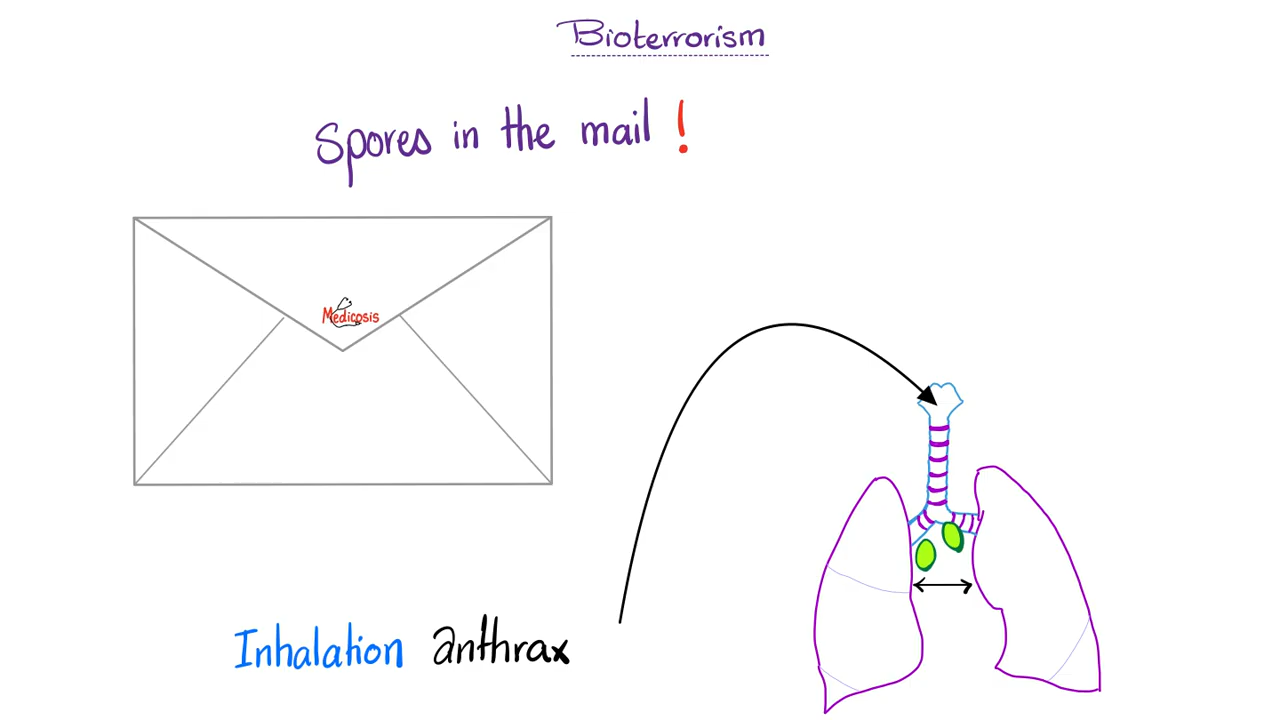 Bioterrorism
Spores in the mail !
Medicosis
Inhalation anthrax